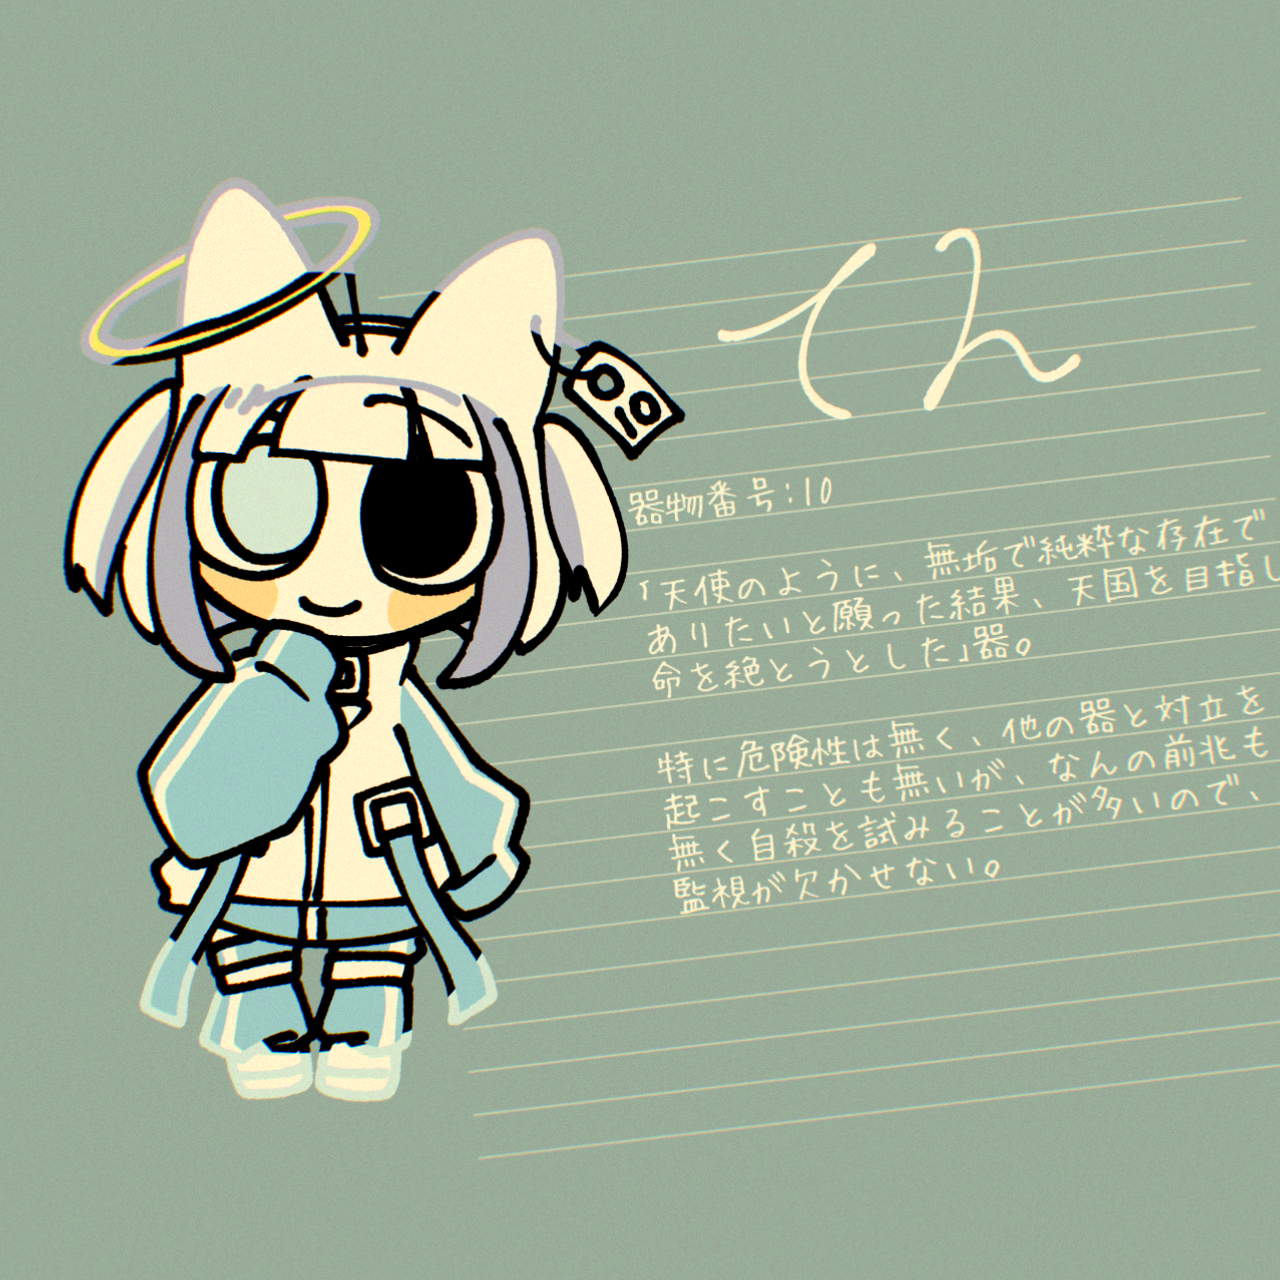 てん
010
器物番号:10
「天使のように、無垢で純粋な存在で
ありたいと願った結果、天国を目指し
命を絶とうとした」器。
特に危険性は無く、他の器と対立を
起こすことも無いが、なんの前兆も
無く自殺を試みることが多いので、
監視が欠かせない。